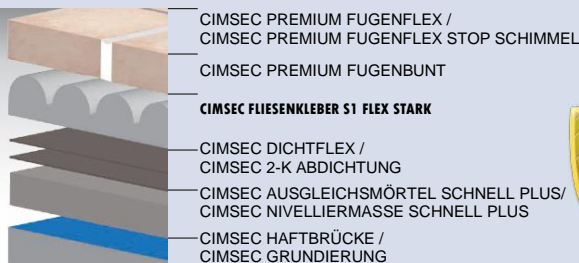 CIMSEC PREMIUM FUGENFLEX /
CIMSEC PREMIUM FUGENFLEX STOP SCHIMMEL
CIMSEC PREMIUM FUGENBUNT
CIMSEC FLIESENKLEBER S1 FLEX STARK
CIMSEC DICHTFLEX /
CIMSEC 2-K ABDICHTUNG
CIMSEC AUSGLEICHSMÖRTEL SCHNELL PLUS/
CIMSEC NIVELLIERMASSE SCHNELL PLUS
CIMSEC HAFTBRÜCKE /
CIMSEC GRUNDIERUNG